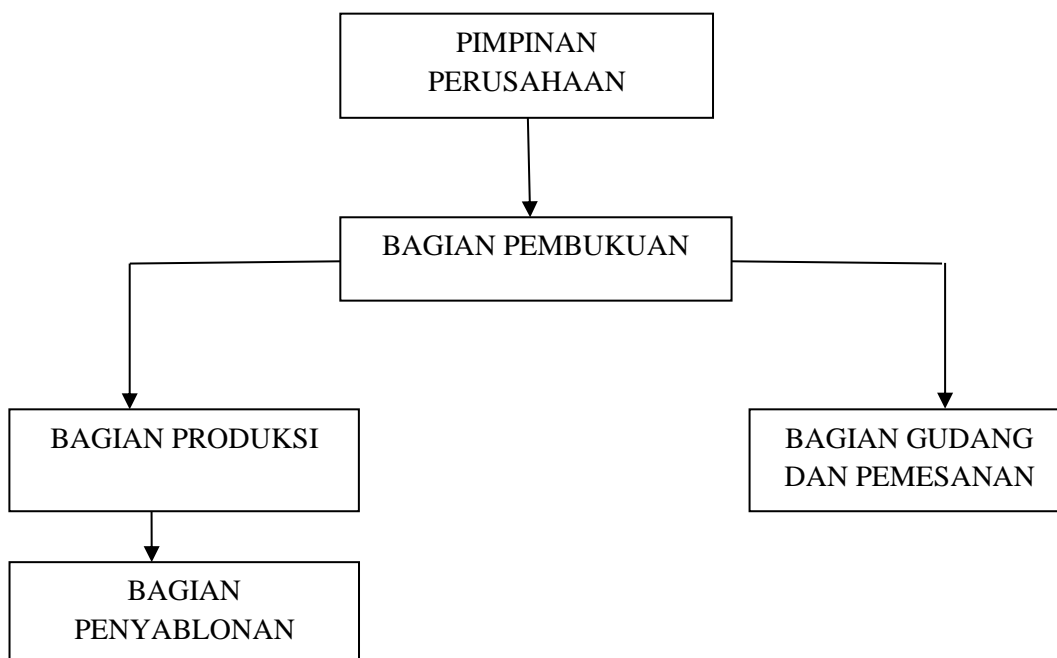 PIMPINAN
PERUSAHAAN
BAGIAN PEMBUKUAN
BAGIAN PRODUKSI
BAGIAN GUDANG
DAN PEMESANAN
BAGIAN
PENYABLONAN